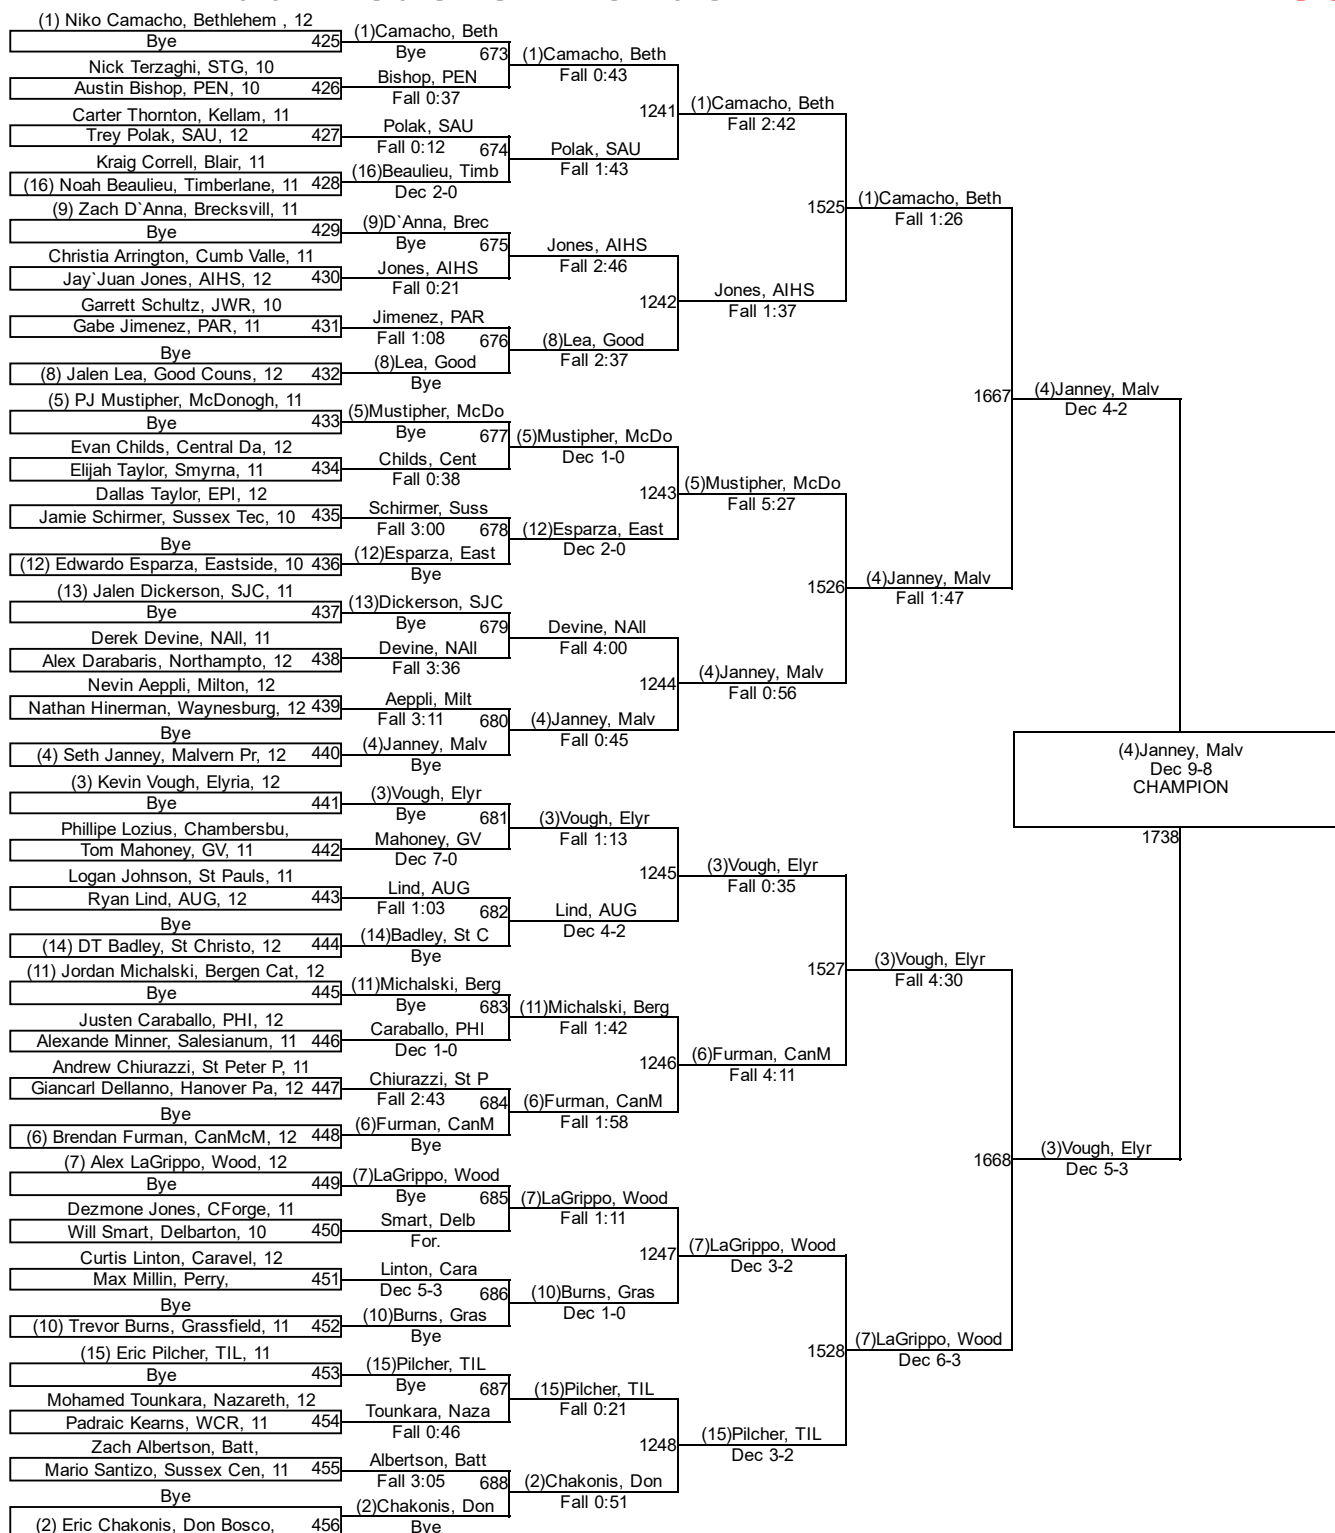 (1) Niko Camacho, Bethlehem , 12
Bye 425
Nick Terzaghi, STG, 10
Austin Bishop, PEN, 10 426
Carter Thornton, Kellam, 11
Trey Polak, SAU, 12 427
Kraig Correll, Blair, 11
(16) Noah Beaulieu, Timberlane, 11 428
(9) Zach D`Anna, Brecksvill, 11
Bye 429
Christia Arrington, Cumb Valle, 11
Jay`Juan Jones, AIHS, 12 430
Garrett Schultz, JWR, 10
Gabe Jimenez, PAR, 11 431
Bye
(8) Jalen Lea, Good Couns, 12 432
(5) PJ Mustipher, McDonogh, 11
Bye 433
Evan Childs, Central Da, 12
Elijah Taylor, Smyrna, 11 434
Dallas Taylor, EPI, 12
Jamie Schirmer, Sussex Tec, 10 435
Bye
(12) Edwardo Esparza, Eastside, 10 436
(13) Jalen Dickerson, SJC, 11
Bye 437
Derek Devine, NAll, 11
Alex Darabaris, Northampto, 12 438
Nevin Aeppli, Milton, 12
Nathan Hinerman, Waynesburg, 12 439
Bye
(4) Seth Janney, Malvern Pr, 12 440
(3) Kevin Vough, Elyria, 12
Bye 441
Phillipe Lozius, Chambersbu,
Tom Mahoney, GV, 11 442
Logan Johnson, St Pauls, 11
Ryan Lind, AUG, 12 443
Bye
(14) DT Badley, St Christo, 12 444
(11) Jordan Michalski, Bergen Cat, 12
Bye 445
Justen Caraballo, PHI, 12
Alexande Minner, Salesianum, 11 446
Andrew Chiurazzi, St Peter P, 11
Giancarl Dellanno, Hanover Pa, 12 447
Bye
(6) Brendan Furman, CanMcM, 12 448
(7) Alex LaGrippo, Wood, 12
Bye 449
Dezmone Jones, CForge, 11
Will Smart, Delbarton, 10 450
Curtis Linton, Caravel, 12
Max Millin, Perry, 451
Bye
(10) Trevor Burns, Grassfield, 11 452
(15) Eric Pilcher, TIL, 11
Bye 453
Mohamed Tounkara, Nazareth, 12
Padraic Kearns, WCR, 11 454
Zach Albertson, Batt,
Mario Santizo, Sussex Cen, 11 455
Bye
(2) Eric Chakonis, Don Bosco, 456
(1)Camacho, Beth
Bye 673
Bishop, PEN
Fall 0:37
Polak, SAU
Fall 0:12 674
(16)Beaulieu, Timb
Dec 2-0
(9)D`Anna, Brec
Bye 675
Jones, AIHS
Fall 0:21
Jimenez, PAR
Fall 1:08 676
(8)Lea, Good
Bye
(5)Mustipher, McDo
Bye 677
Childs, Cent
Fall 0:38
Schirmer, Suss
Fall 3:00 678
(12)Esparza, East
Bye
(13)Dickerson, SJC
Bye 679
Devine, NAll
Fall 3:36
Aeppli, Milt
Fall 3:11 680
(4)Janney, Malv
Bye
(3)Vough, Elyr
Bye 681
Mahoney, GV
Dec 7-0
Lind, AUG
Fall 1:03 682
(14)Badley, St C
Bye
(11)Michalski, Berg
Bye 683
Caraballo, PHI
Dec 1-0
Chiurazzi, St P
Fall 2:43 684
(6)Furman, CanM
Bye
(7)LaGrippo, Wood
Bye 685
Smart, Delb
For.
Linton, Cara
Dec 5-3 686
(10)Burns, Gras
Bye
(15)Pilcher, TIL
Bye 687
Tounkara, Naza
Fall 0:46
Albertson, Batt
Fall 3:05 688
(2)Chakonis, Don
Bye
(1)Camacho, Beth
Fall 0:43
1241
Polak, SAU
Fall 1:43
Jones, AIHS
Fall 2:46
1242
(8)Lea, Good
Fall 2:37
(5)Mustipher, McDo
Dec 1-0
1243
(12)Esparza, East
Dec 2-0
Devine, NAll
Fall 4:00
1244
(4)Janney, Malv
Fall 0:45
(3)Vough, Elyr
Fall 1:13
1245
Lind, AUG
Dec 4-2
(11)Michalski, Berg
Fall 1:42
1246
(6)Furman, CanM
Fall 1:58
(7)LaGrippo, Wood
Fall 1:11
1247
(10)Burns, Gras
Dec 1-0
(15)Pilcher, TIL
Fall 0:21
1248
(2)Chakonis, Don
Fall 0:51
(1)Camacho, Beth
Fall 2:42
1525
Jones, AIHS
Fall 1:37
(5)Mustipher, McDo
Fall 5:27
1526
(4)Janney, Malv
Fall 0:56
(3)Vough, Elyr
Fall 0:35
1527
(6)Furman, CanM
Fall 4:11
(7)LaGrippo, Wood
Dec 3-2
1528
(15)Pilcher, TIL
Dec 3-2
(1)Camacho, Beth
Fall 1:26
1667
(4)Janney, Malv
Fall 1:47
(3)Vough, Elyr
Fall 4:30
1668
(7)LaGrippo, Wood
Dec 6-3
(4)Janney, Malv
Dec 4-2
(4)Janney, Malv
Dec 9-8
CHAMPION
1738
(3)Vough, Elyr
Dec 5-3